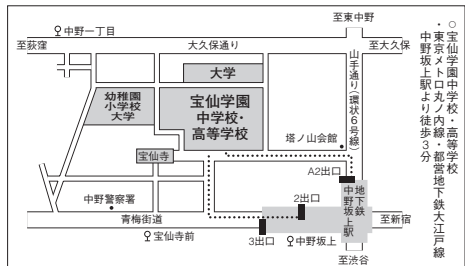 ○宝仙学園中学校・高等学校
・東京メトロ丸ノ内線・都営地下鉄大江戸線
中野坂上駅より徒歩3分
至東中野
中野一丁目
至荻窪
大久保通り
至大久保
山手通り(環状6号線)
大学
幼稚園
小学校
大学
宝仙学園
中学校・
高等学校
塔ノ山会館
宝仙寺
A2出口
地下鉄
中野坂上駅
中野警察署
2出口
青梅街道
至新宿
宝仙寺前
3出口
中野坂上
至渋谷